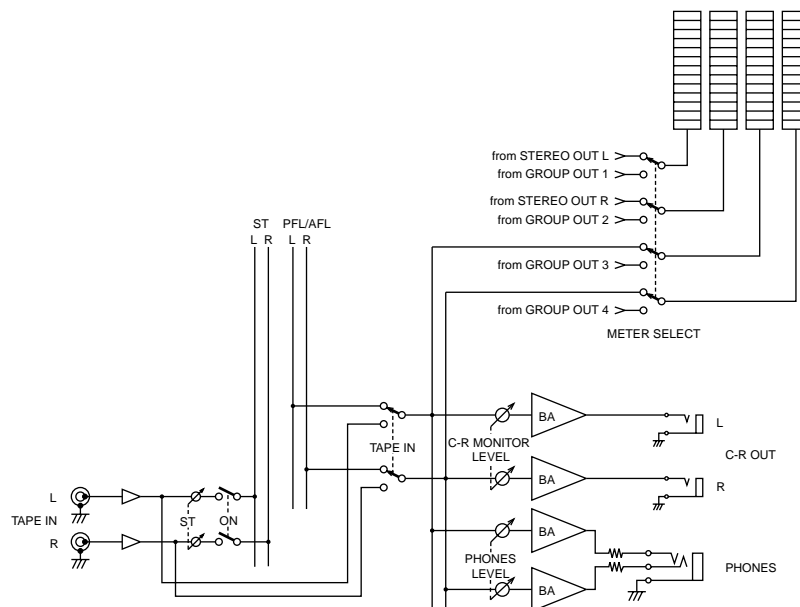 from STEREO OUT L
from GROUP OUT 1
from STEREO OUT R
from GROUP OUT 2
ST PFL/AFL
L R L R
from GROUP OUT 3
from GROUP OUT 4
METER SELECT
BA
L
TAPE IN
C-R MONITOR
LEVEL
C-R OUT
BA
R
L
TAPE IN
ST
ON
R
BA
PHONES
LEVEL
PHONES
BA